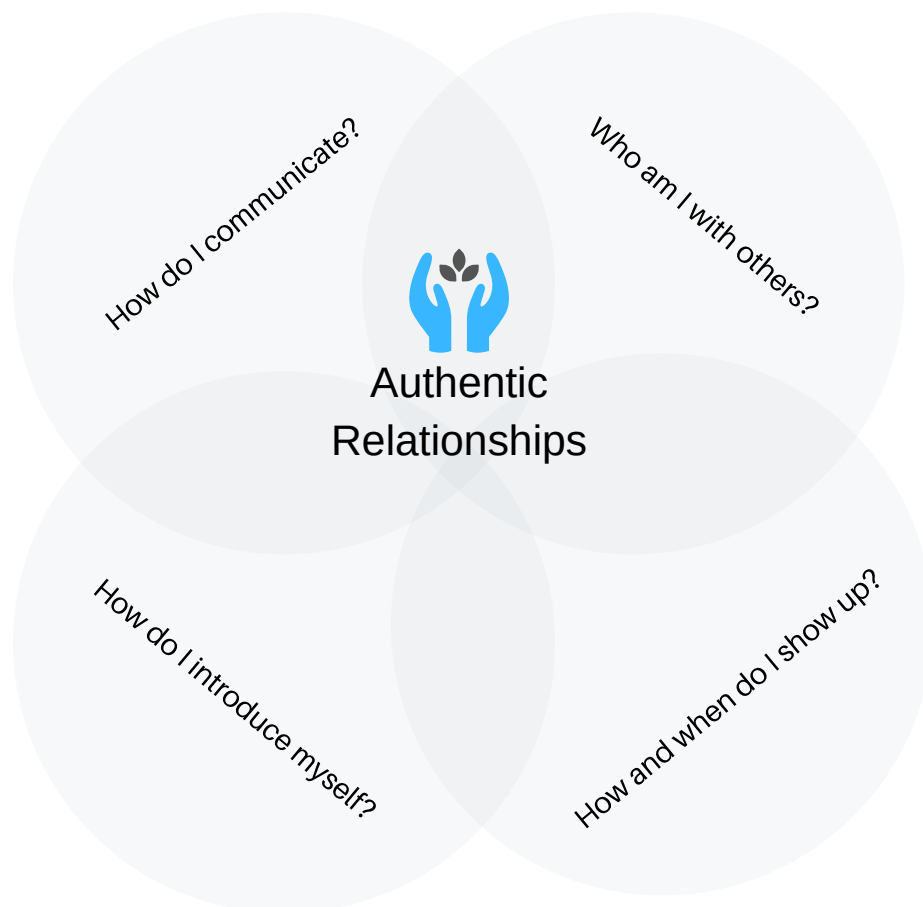 How do I communicate?
Who am I with others?
Authentic
Relationships
How do I introduce myself?
How and when do I show up?